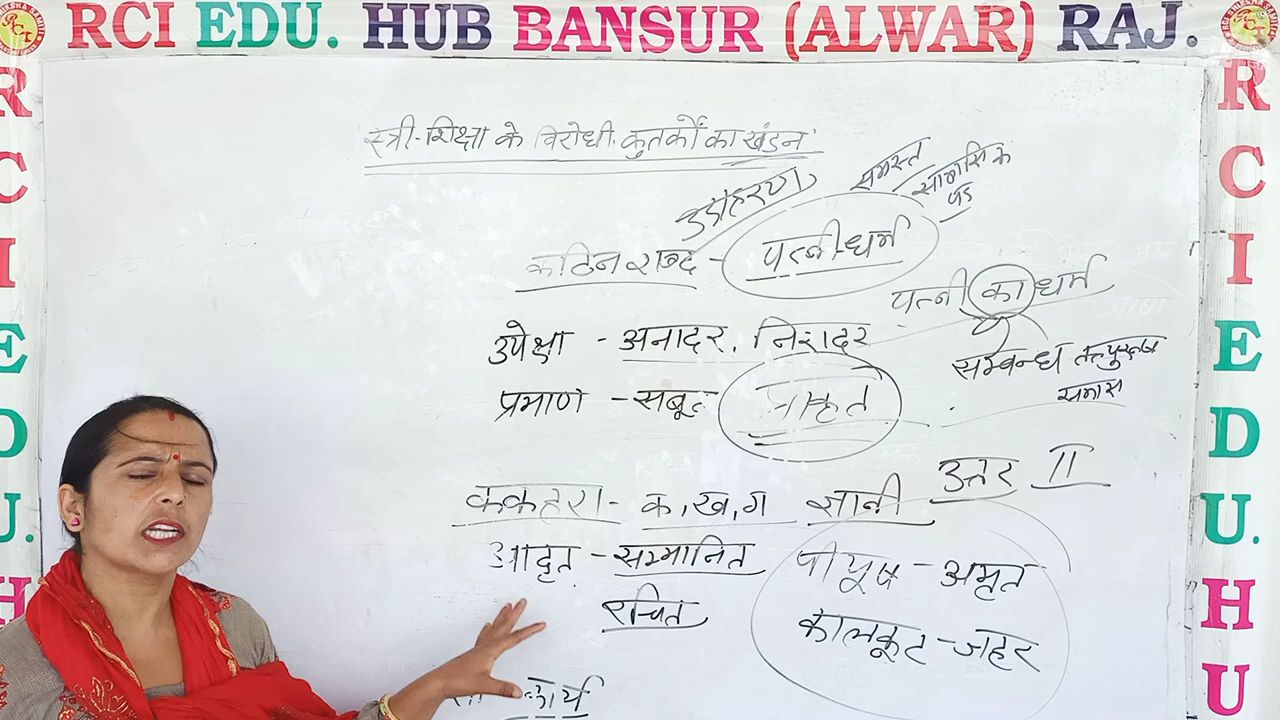 RCI EDU. HUB BANSUR (ALWAR) RAJ.
स्त्री-शिक्षा के विरोधी कुतर्कों का खंडन
उदाहरण
समस्त
सामासिक
पद
कठिन शब्द - पत्नी-धर्म
पत्नी का धर्म
उपेक्षा - अनादर, निरादर
सम्बन्ध तत्पुरुष
समास
प्रमाण - सबूत
प्राकृत
ककहरा - क, ख, ग ज्ञानी उत्तर II
आदृत - सम्मानित
पीयूष - अमृत
रचित
कालकूट - जहर
कार्य
R
C
I
E
D
U.
H
R
C
I
E
D
U.
H
U